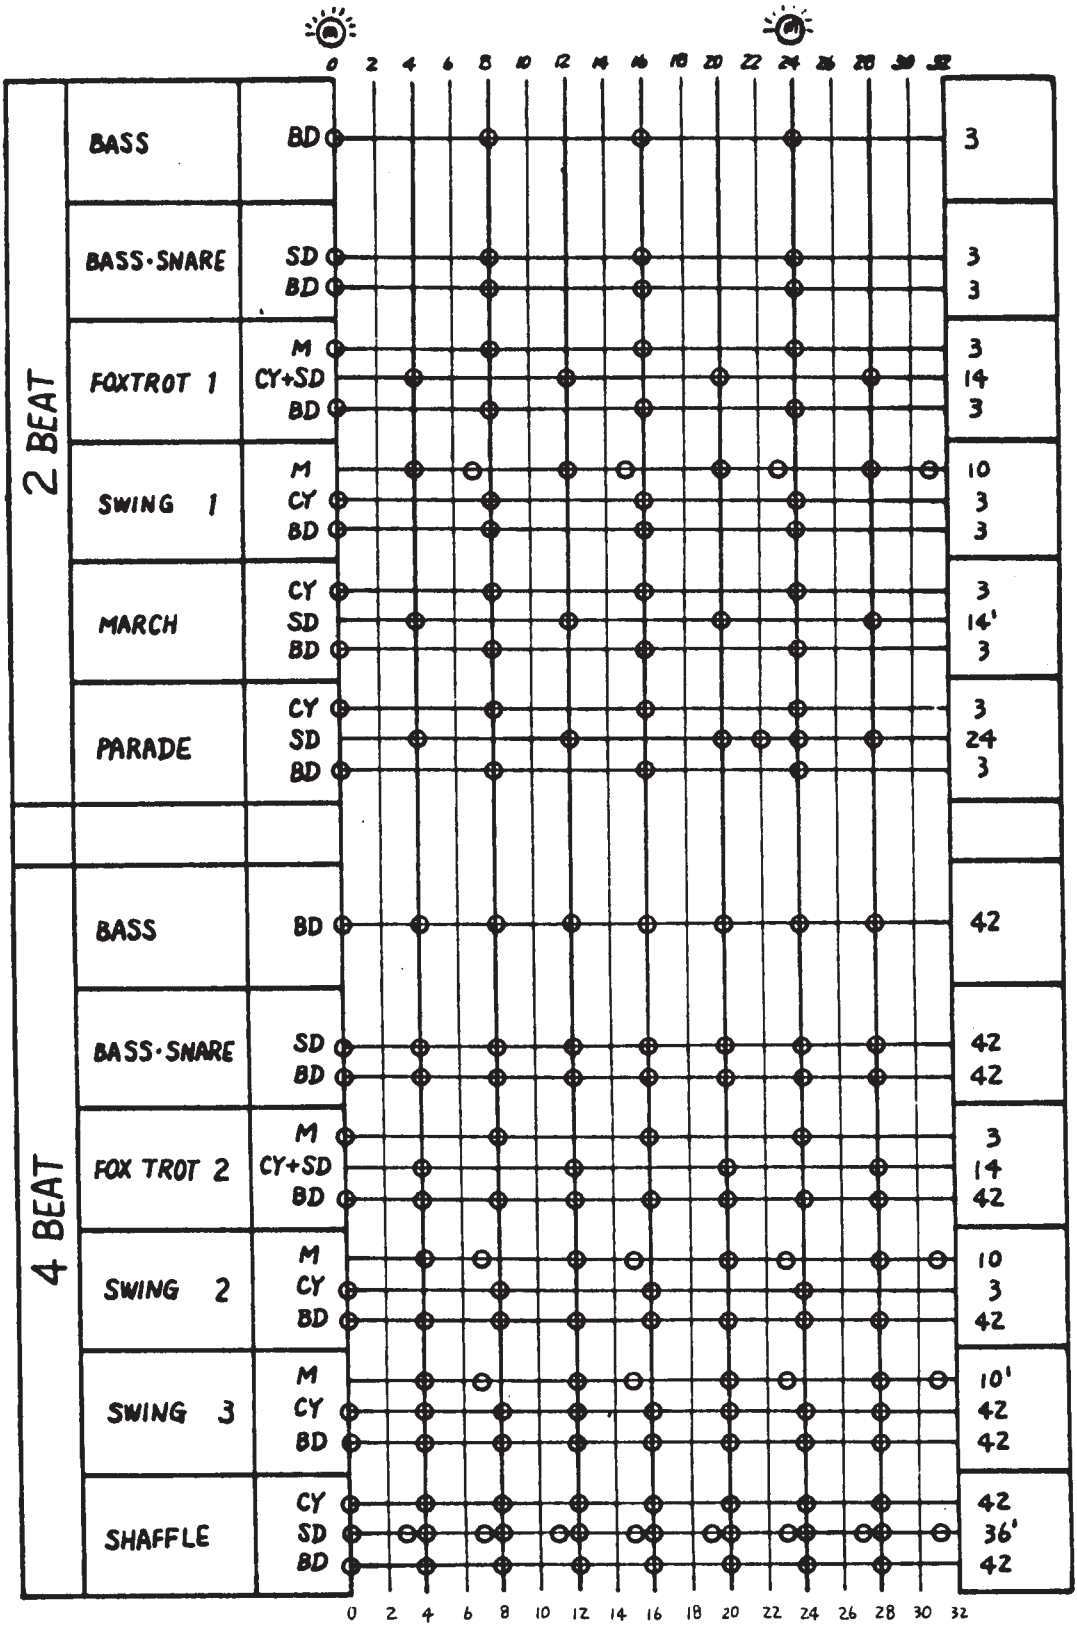 m m
0 2 4 6 8 10 12 14 16 18 20 22 24 26 28 30 32
2 BEAT
BASS BD 3
BASS·SNARE SD 3
BD 3
M 3
FOXTROT 1 CY+SD 14
BD 3
M 10
SWING 1 CY 3
BD 3
CY 3
MARCH SD 14'
BD 3
CY 3
PARADE SD 24
BD 3
4 BEAT
BASS BD 42
BASS·SNARE SD 42
BD 42
M 3
FOX TROT 2 CY+SD 14
BD 42
M 10
SWING 2 CY 3
BD 42
M 10'
SWING 3 CY 42
BD 42
CY 42
SHAFFLE SD 36'
BD 42
0 2 4 6 8 10 12 14 16 18 20 22 24 26 28 30 32